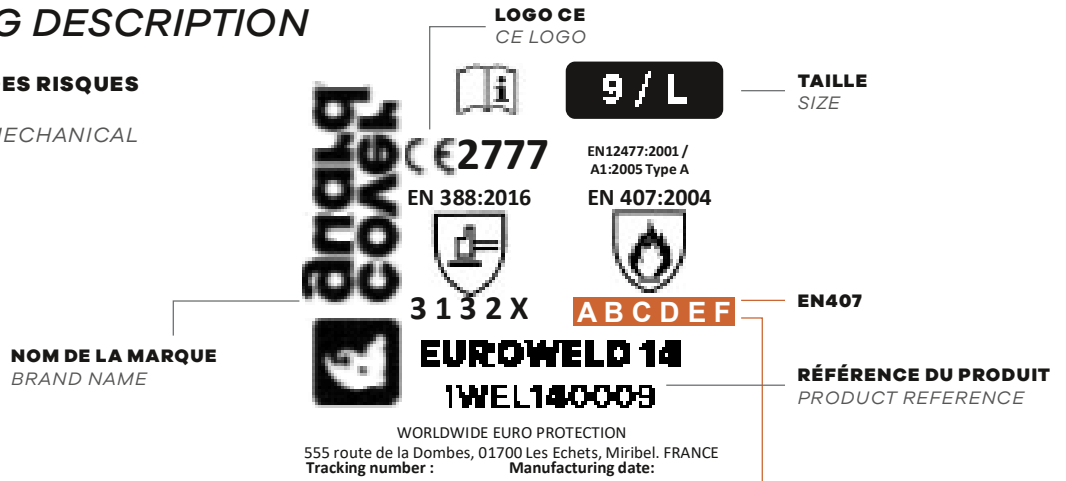 G DESCRIPTION
LOGO CE
CE LOGO
ES RISQUES
MECHANICAL
9 / L
TAILLE
SIZE
CE2777
EN12477:2001 /
A1:2005 Type A
EN 388:2016
EN 407:2004
3 1 3 2 X
A B C D E F
EN407
NOM DE LA MARQUE
BRAND NAME
EUROWELD 14
1WEL140009
RÉFÉRENCE DU PRODUIT
PRODUCT REFERENCE
WORLDWIDE EURO PROTECTION
555 route de la Dombes, 01700 Les Echets, Miribel. FRANCE
Tracking number : Manufacturing date: